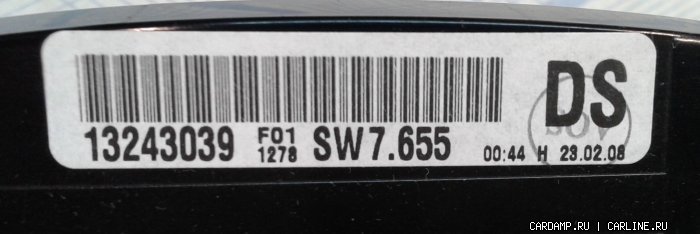 DS
13243039 F01 1278 SW7.655 00:44 H 23.02.08
CARDAMP.RU | CARLINE.RU